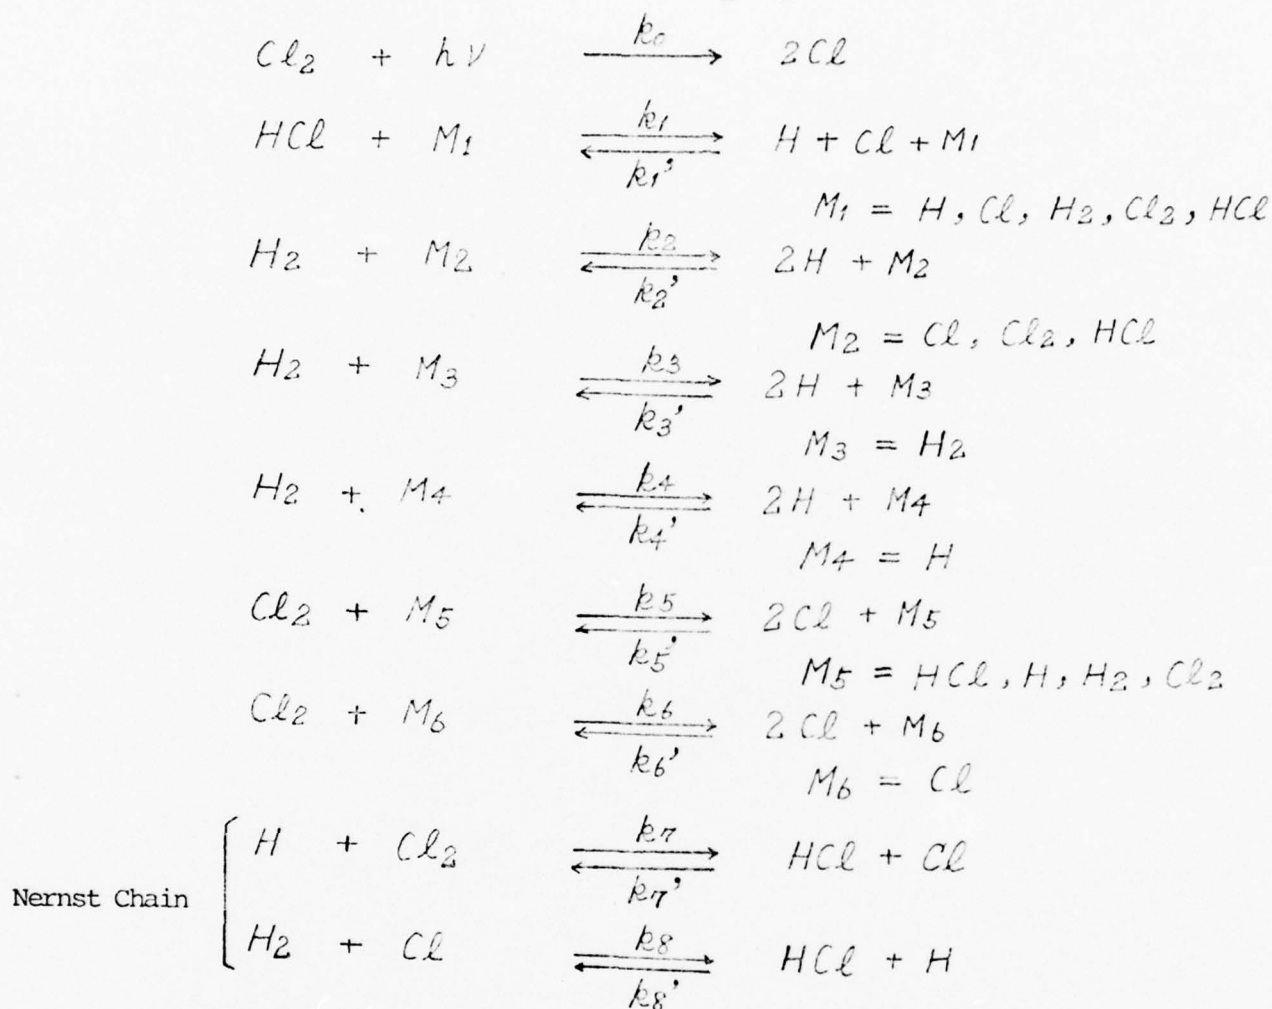 Cl2 + hν —k0→ 2Cl
HCl + M1 ⇌ k1 k1' H + Cl + M1
M1 = H, Cl, H2, Cl2, HCl
H2 + M2 ⇌ k2 k2' 2H + M2
M2 = Cl, Cl2, HCl
H2 + M3 ⇌ k3 k3' 2H + M3
M3 = H2
H2 + M4 ⇌ k4 k4' 2H + M4
M4 = H
Cl2 + M5 ⇌ k5 k5' 2Cl + M5
M5 = HCl, H, H2, Cl2
Cl2 + M6 ⇌ k6 k6' 2Cl + M6
M6 = Cl
H + Cl2 ⇌ k7 k7' HCl + Cl
Nernst Chain
H2 + Cl ⇌ k8 k8' HCl + H